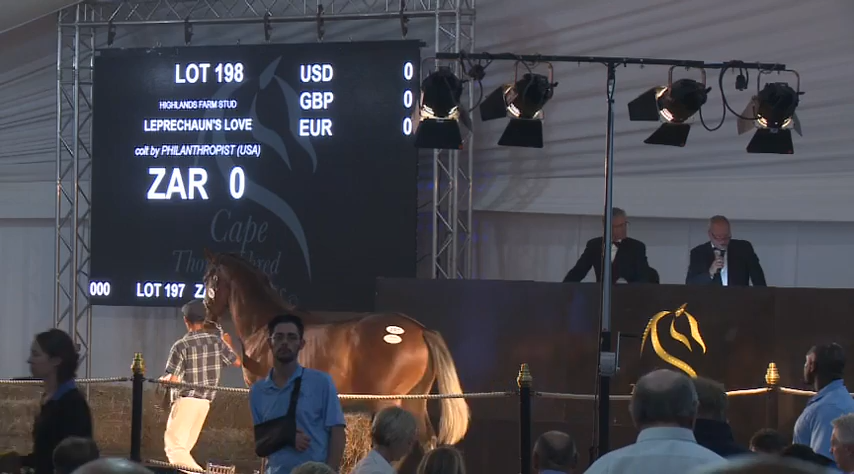 LOT 198 USD 0
HIGHLANDS FARM STUD GBP 0
LEPRECHAUN'S LOVE EUR 0
colt by PHILANTHROPIST (USA)
ZAR 0
Cape
000 LOT 197